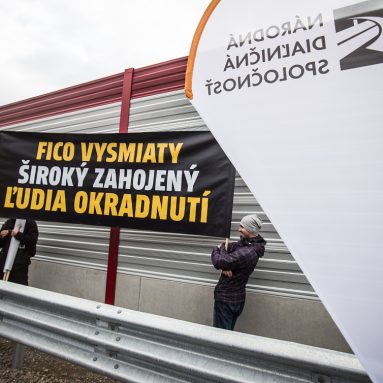 FICO VYSMIATY
ŠIROKÝ ZAHOJENÝ
ĽUDIA OKRADNUTÍ
NÁRODNÁ
DIAĽNIČNÁ
SPOLOČNOSŤ